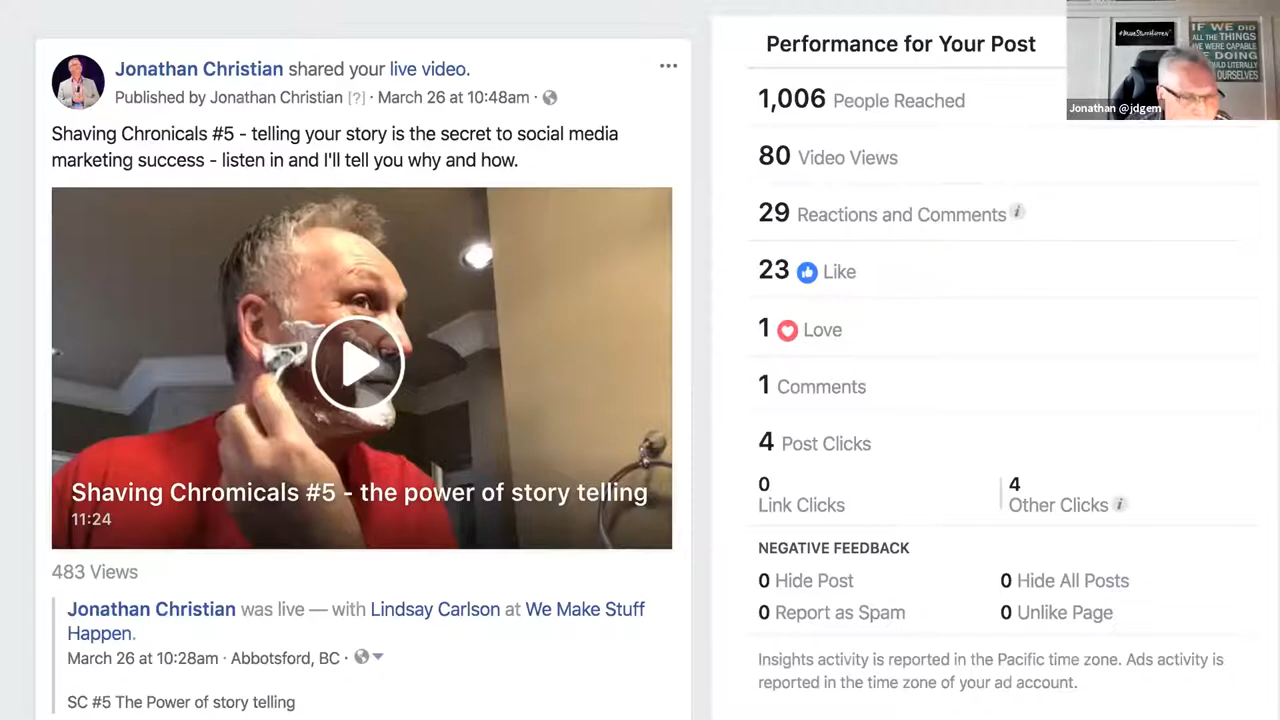 Jonathan Christian shared your live video.
Published by Jonathan Christian [?] · March 26 at 10:48am ·
Shaving Chronicals #5 - telling your story is the secret to social media
marketing success - listen in and I'll tell you why and how.
Shaving Chromicals #5 - the power of story telling
11:24
483 Views
Jonathan Christian was live — with Lindsay Carlson at We Make Stuff
Happen.
March 26 at 10:28am · Abbotsford, BC ·
SC #5 The Power of story telling
Performance for Your Post
1,006 People Reached
80 Video Views
29 Reactions and Comments
23 Like
1 Love
1 Comments
4 Post Clicks
0
Link Clicks
4
Other Clicks
NEGATIVE FEEDBACK
0 Hide Post
0 Hide All Posts
0 Report as Spam
0 Unlike Page
Insights activity is reported in the Pacific time zone. Ads activity is
reported in the time zone of your ad account.
#MakeStuffHappen
IF WE DID
ALL THE THINGS
WE WERE CAPABLE
DOING
LITERALLY
OURSELVES
Jonathan @jdgem